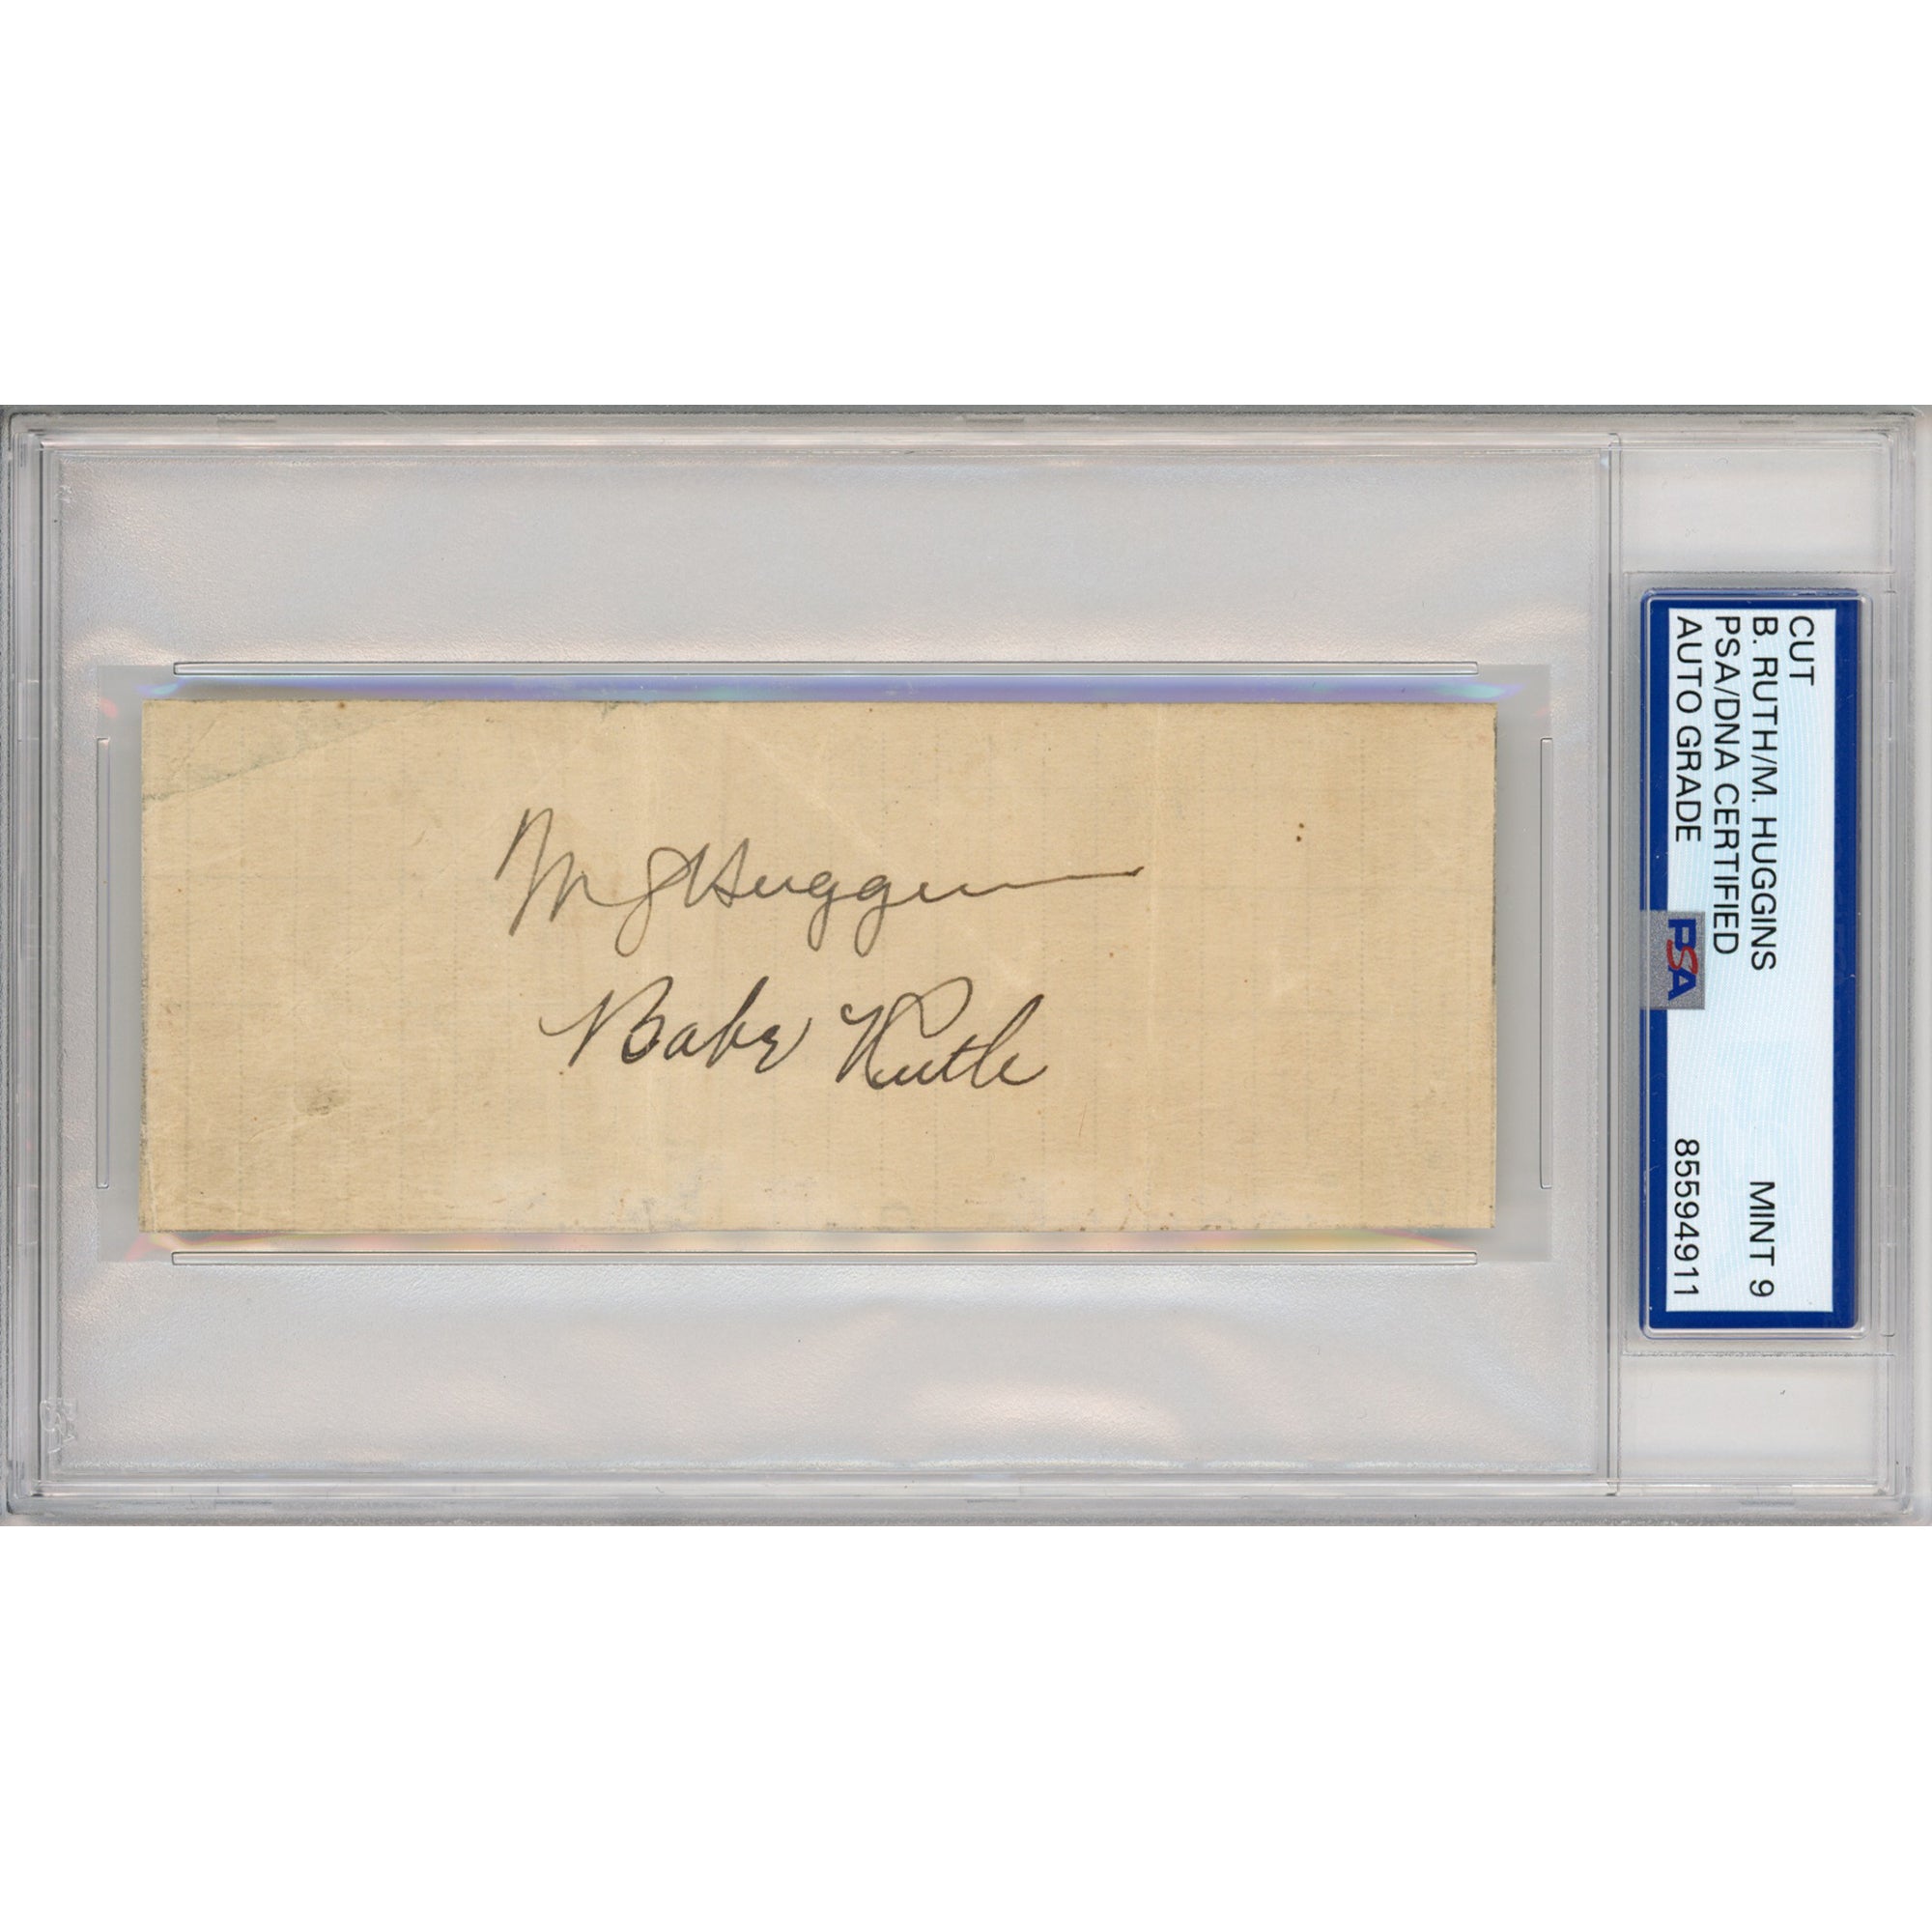 M J Huggins
Babe Ruth
CUT
B. RUTH/M. HUGGINS MINT 9
PSA/DNA CERTIFIED
AUTO GRADE 85594911
PSA